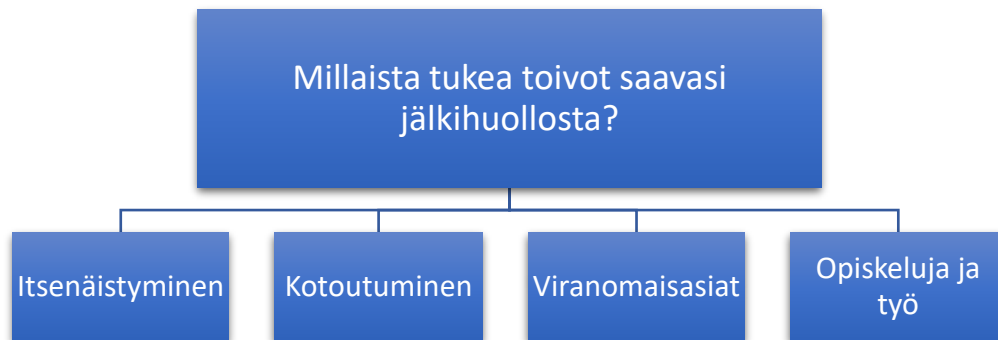 Millaista tukea toivot saavasi
jälkihuollosta?
Itsenäistyminen
Kotoutuminen
Viranomaisasiat
Opiskeluja ja
työ